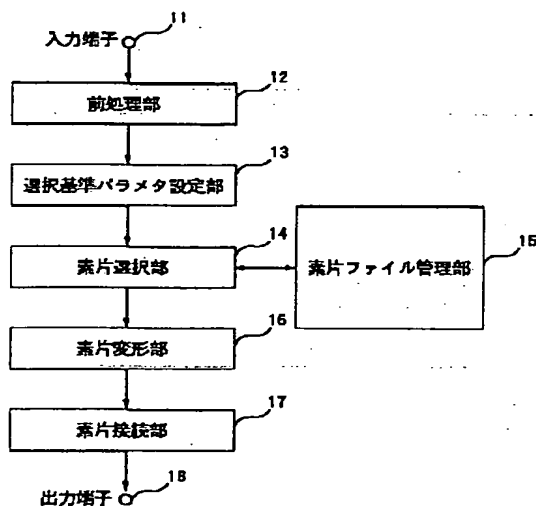 入力端子
11
前処理部
12
選択基準パラメタ設定部
13
素片選択部
14
素片ファイル管理部
15
素片変形部
16
素片接続部
17
出力端子
18